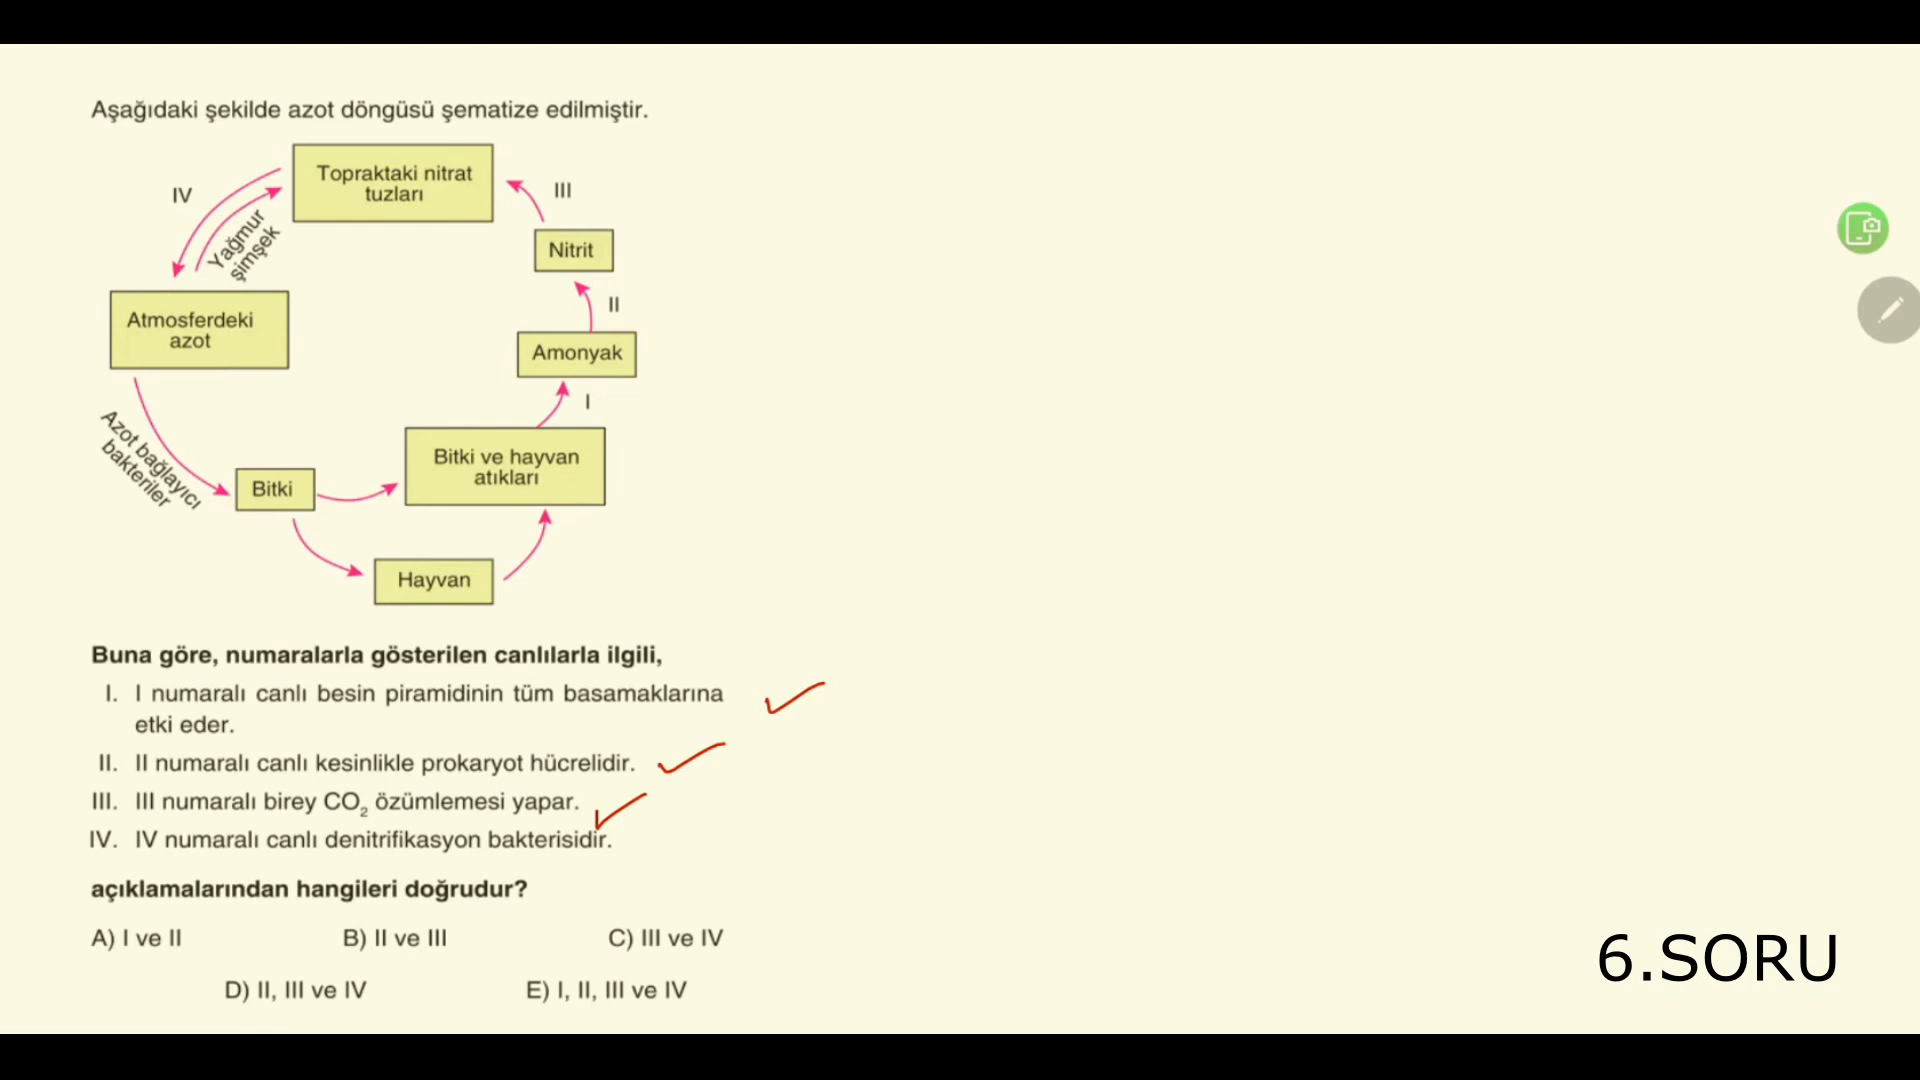 Aşağıdaki şekilde azot döngüsü şematize edilmiştir.
Topraktaki nitrat
tuzları
IV
III
Yağmur
şimşek
Nitrit
II
Atmosferdeki
azot
Amonyak
I
Azot bağlayıcı
bakteriler
Bitki ve hayvan
atıkları
Bitki
Hayvan
Buna göre, numaralarla gösterilen canlılarla ilgili,
I. I numaralı canlı besin piramidinin tüm basamaklarına
etki eder.
II. II numaralı canlı kesinlikle prokaryot hücrelidir.
III. III numaralı birey CO₂ özümlemesi yapar.
IV. IV numaralı canlı denitrifikasyon bakterisidir.
açıklamalarından hangileri doğrudur?
A) I ve II B) II ve III C) III ve IV
D) II, III ve IV E) I, II, III ve IV
6.SORU